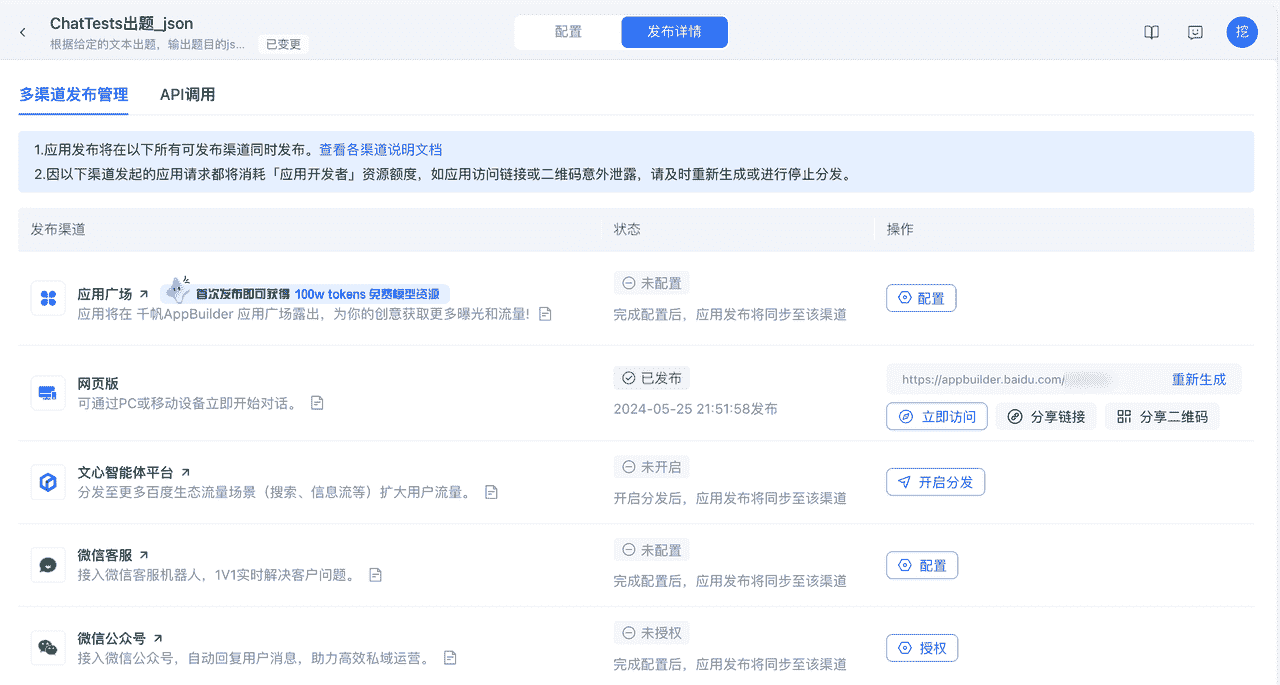 ChatTests出题_json
根据给定的文本出题，输出题目的js...
已变更
配置
发布详情
挖
多渠道发布管理
API调用
1.应用发布将在以下所有可发布渠道同时发布。查看各渠道说明文档
2.因以下渠道发起的应用请求都将消耗「应用开发者」资源额度，如应用访问链接或二维码意外泄露，请及时重新生成或进行停止分发。
发布渠道
状态
操作
应用广场
首次发布即可获得 100w tokens 免费模型资源
应用将在 千帆AppBuilder 应用广场露出，为你的创意获取更多曝光和流量!
未配置
完成配置后，应用发布将同步至该渠道
配置
网页版
可通过PC或移动设备立即开始对话。
已发布
2024-05-25 21:51:58发布
https://appbuilder.baidu.com/
重新生成
立即访问
分享链接
分享二维码
文心智能体平台
分发至更多百度生态流量场景（搜索、信息流等）扩大用户流量。
未开启
开启分发后，应用发布将同步至该渠道
开启分发
微信客服
接入微信客服机器人，1V1实时解决客户问题。
未配置
完成配置后，应用发布将同步至该渠道
配置
微信公众号
接入微信公众号，自动回复用户消息，助力高效私域运营。
未授权
完成配置后，应用发布将同步至该渠道
授权